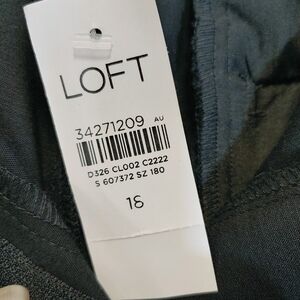 LOFT
34271209 AU
D326 CL002 C2222
S 607372 SZ 180
18